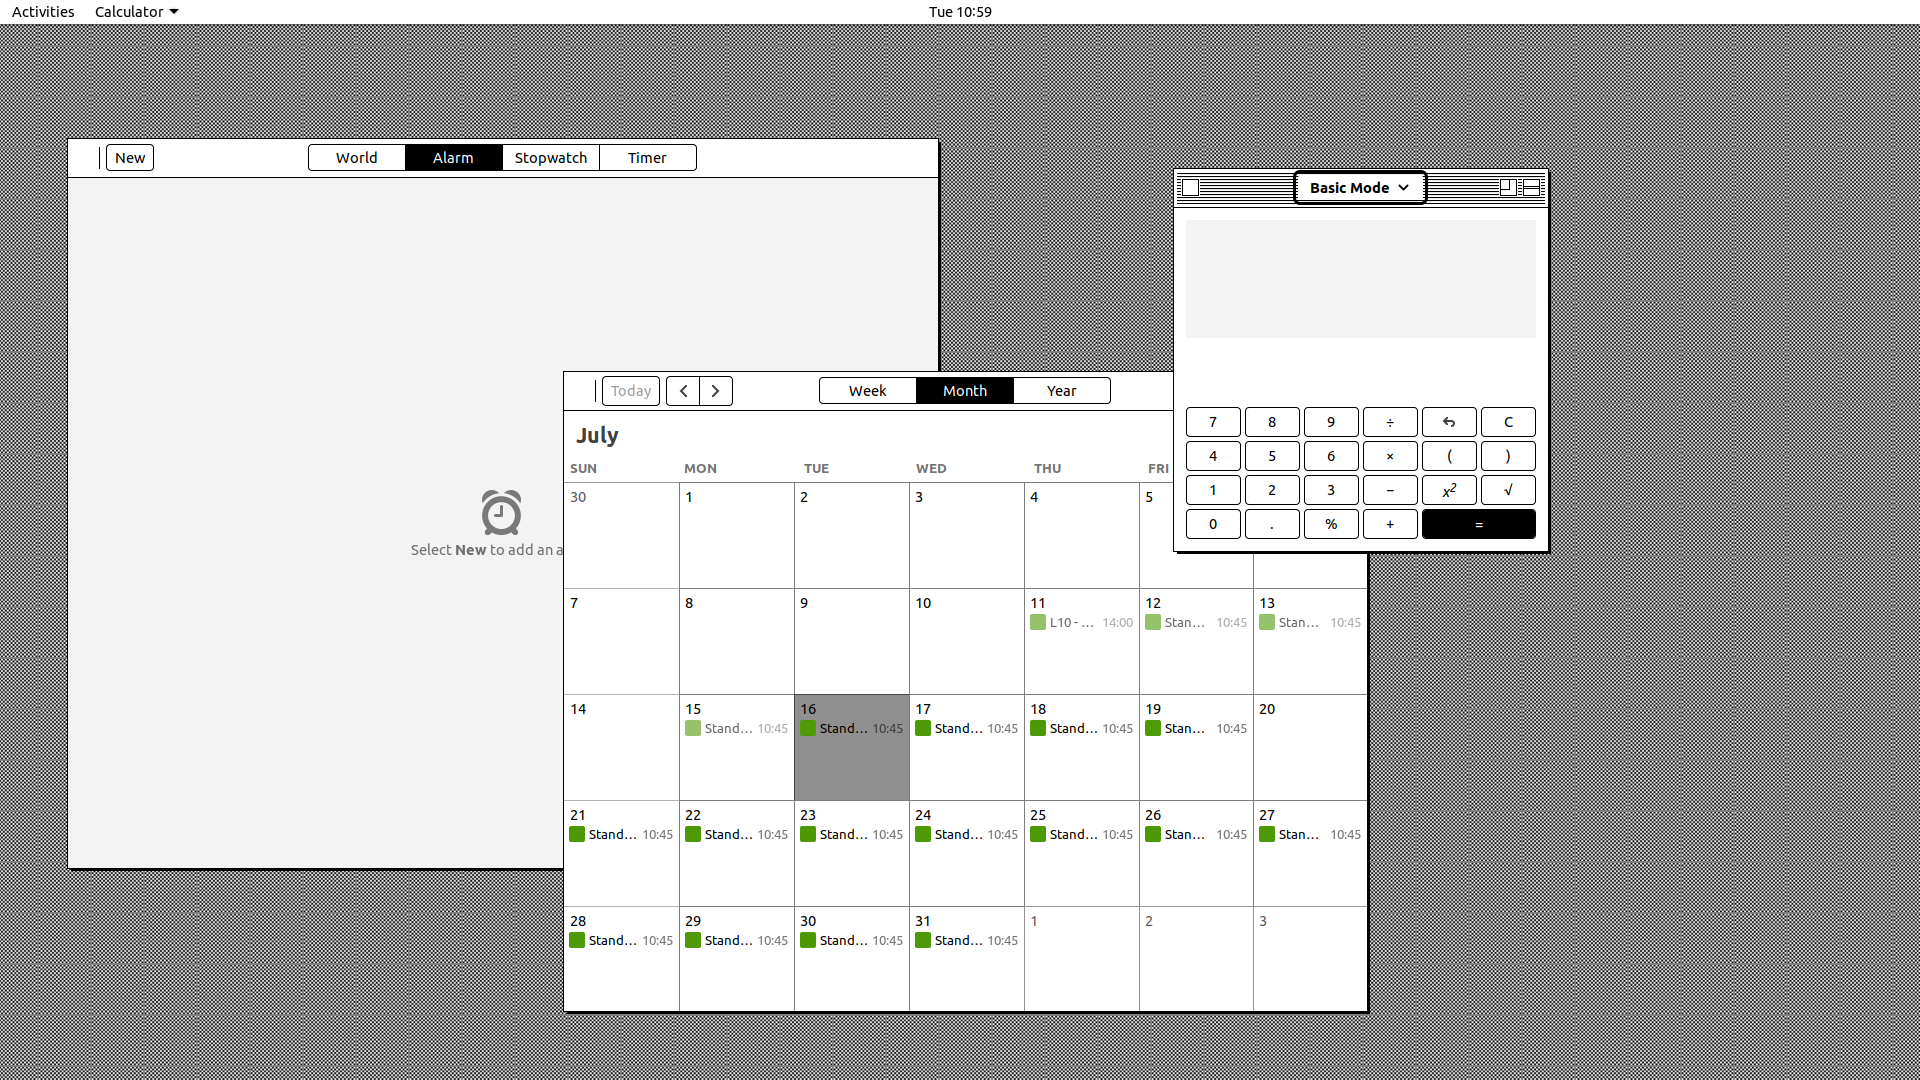 Activities Calculator Tue 10:59
New World Alarm Stopwatch Timer
Select New to add an a
Today Week Month Year
July
SUN MON TUE WED THU FRI
30 1 2 3 4 5
7 8 9 10 11 12 13
L10 - ... 14:00 Stan... 10:45 Stan... 10:45
14 15 16 17 18 19 20
Stand... 10:45 Stand... 10:45 Stand... 10:45 Stand... 10:45 Stan... 10:45
21 22 23 24 25 26 27
Stand... 10:45 Stand... 10:45 Stand... 10:45 Stand... 10:45 Stand... 10:45 Stan... 10:45 Stan... 10:45
28 29 30 31 1 2 3
Stand... 10:45 Stand... 10:45 Stand... 10:45 Stand... 10:45
Basic Mode
7 8 9 ÷ C
4 5 6 × ( )
1 2 3 − x² √
0 . % + =